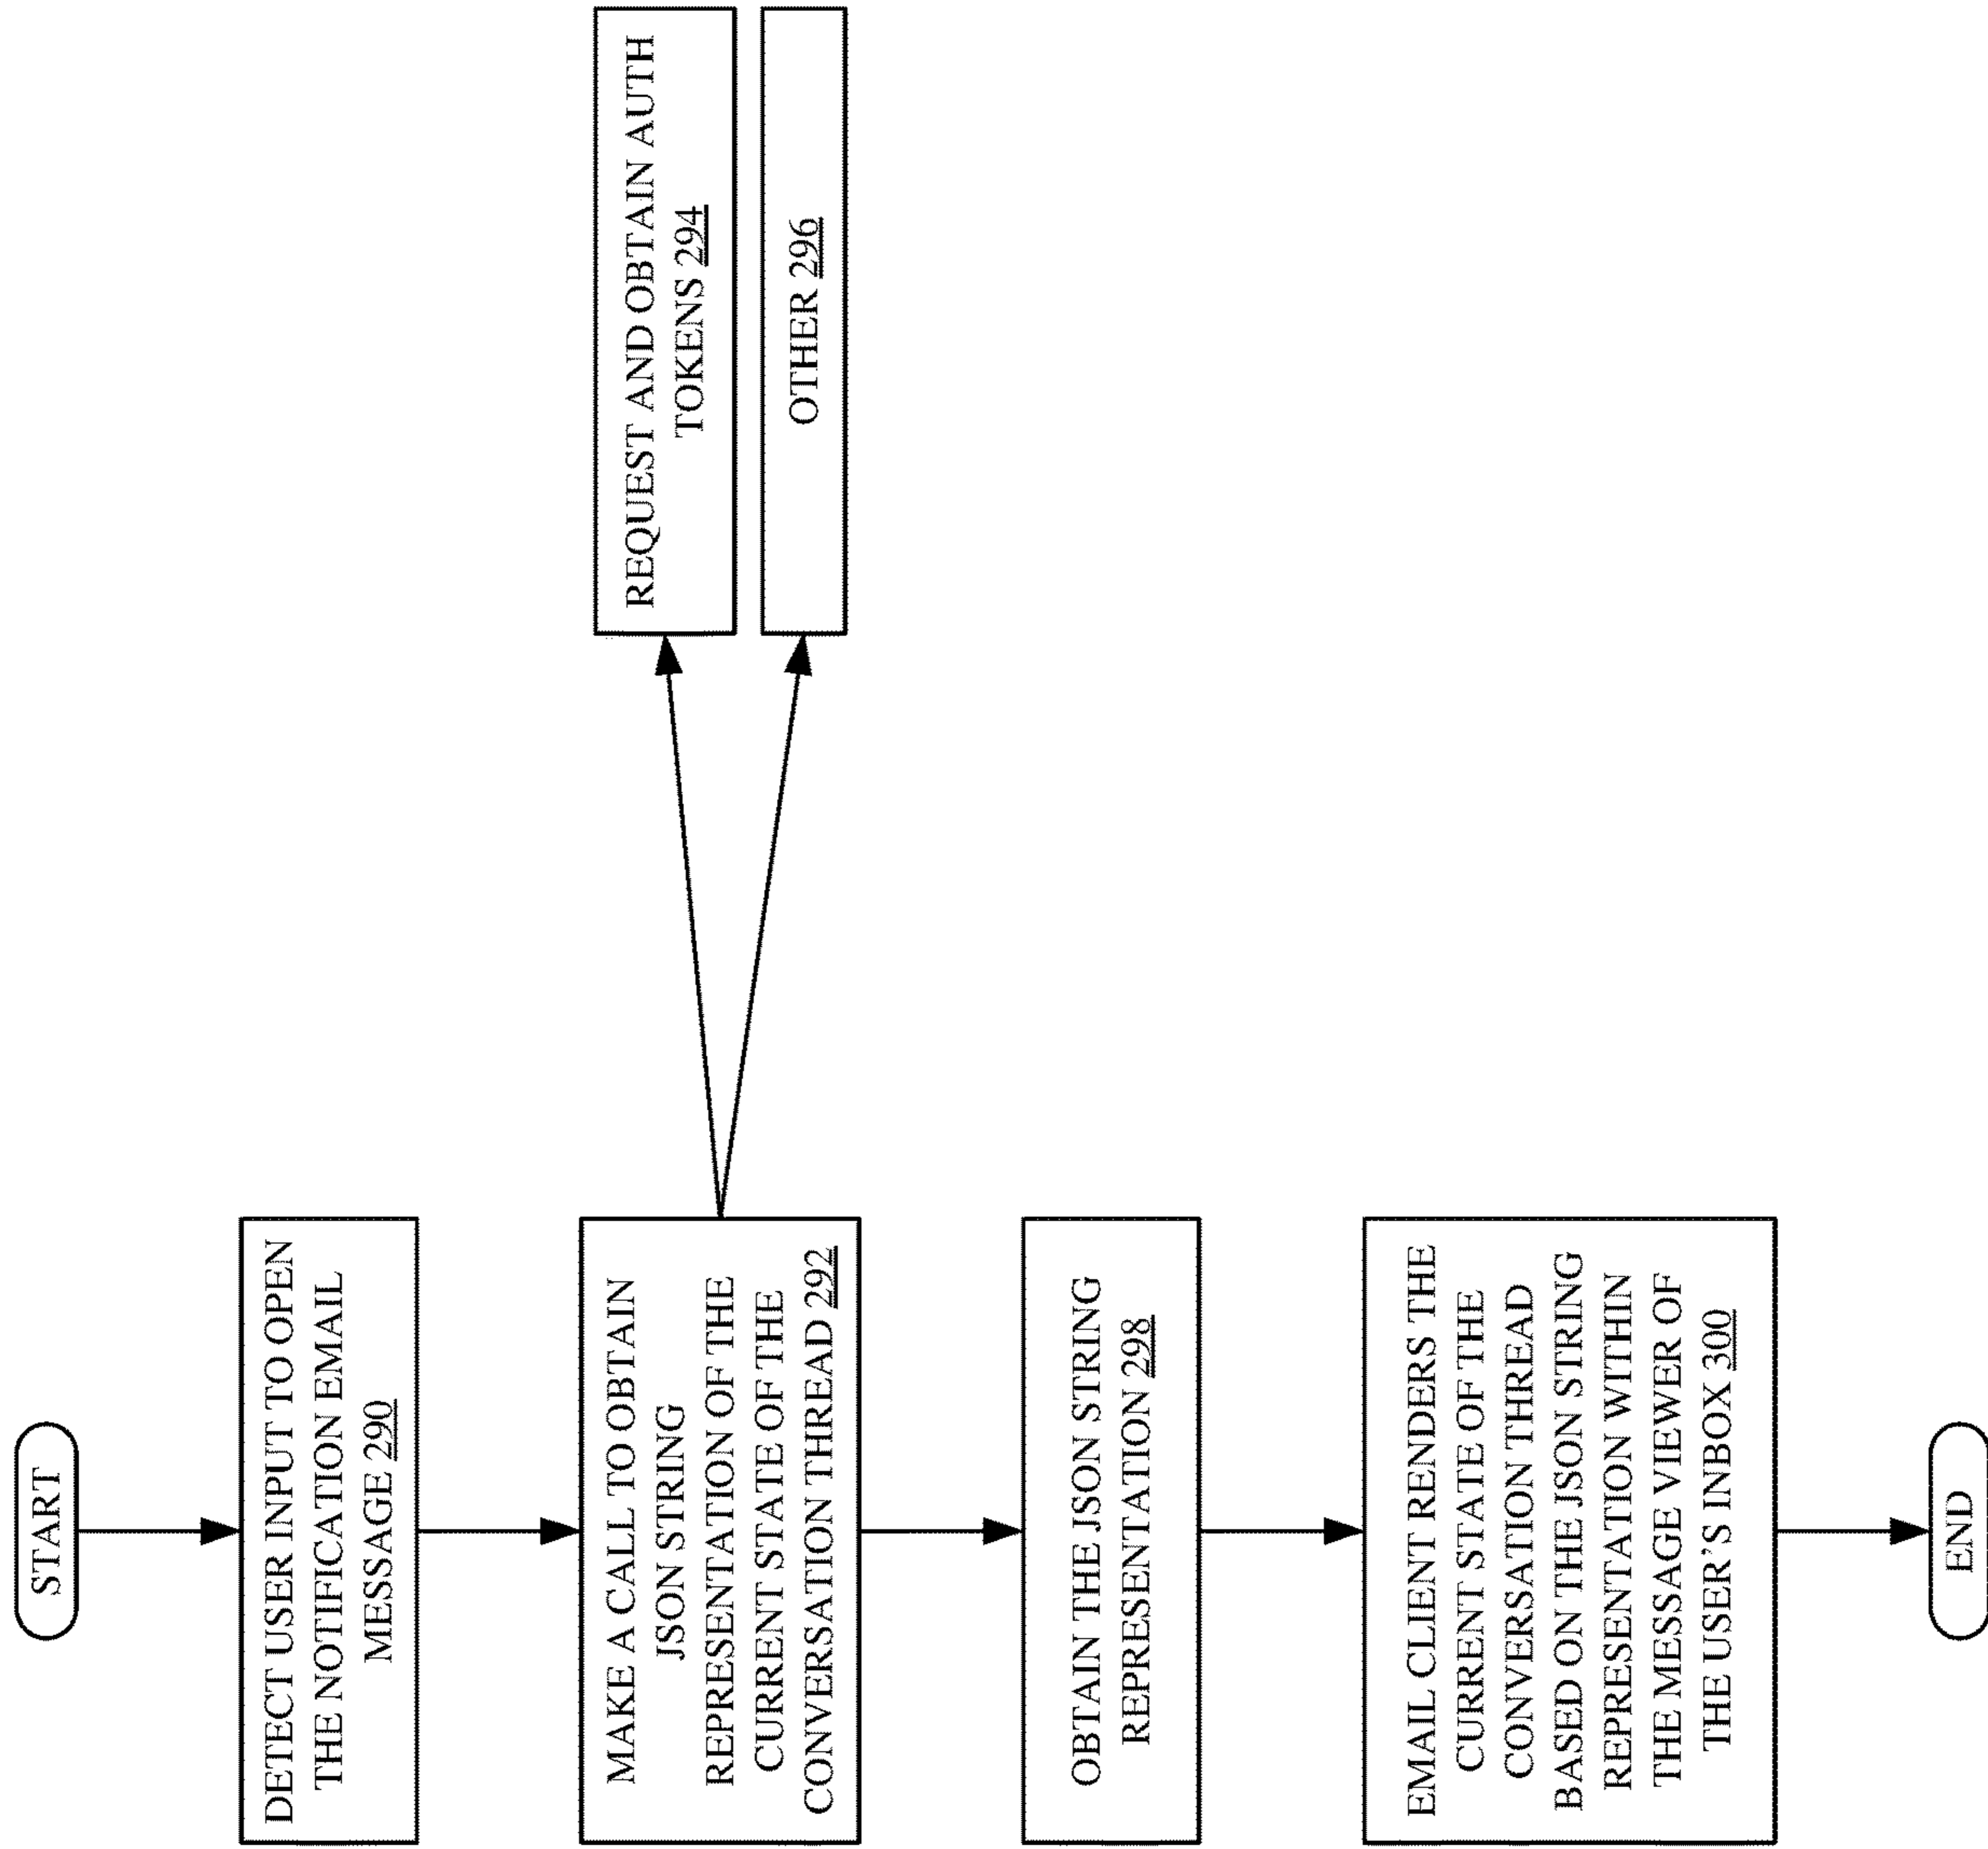 START
DETECT USER INPUT TO OPEN
THE NOTIFICATION EMAIL
MESSAGE 290
MAKE A CALL TO OBTAIN
JSON STRING
REPRESENTATION OF THE
CURRENT STATE OF THE
CONVERSATION THREAD 292
REQUEST AND OBTAIN AUTH
TOKENS 294
OTHER 296
OBTAIN THE JSON STRING
REPRESENTATION 298
EMAIL CLIENT RENDERS THE
CURRENT STATE OF THE
CONVERSATION THREAD
BASED ON THE JSON STRING
REPRESENTATION WITHIN
THE MESSAGE VIEWER OF
THE USER'S INBOX 300
END